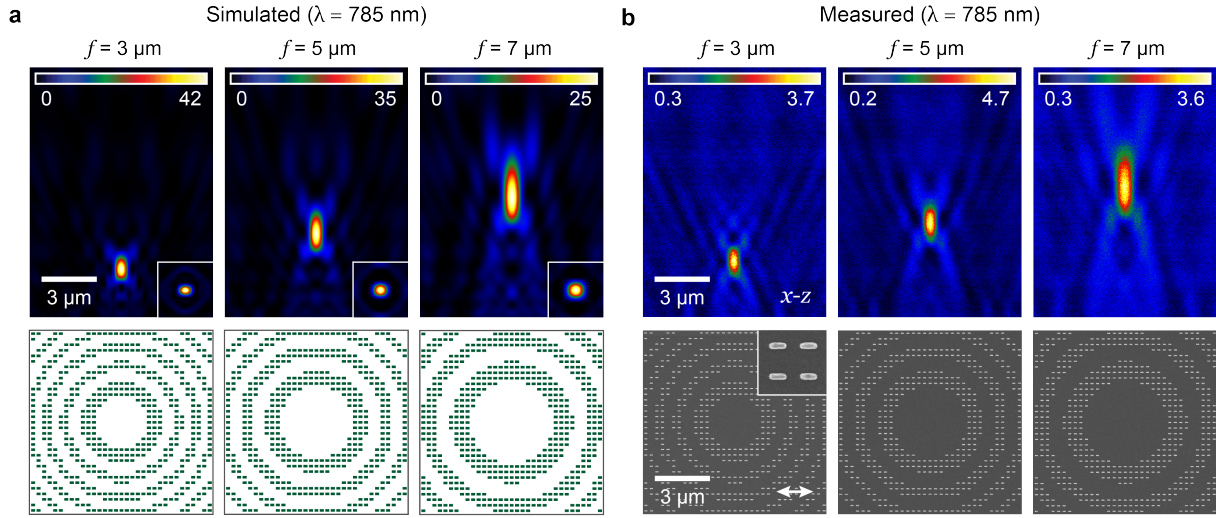 a Simulated (λ = 785 nm)
f = 3 µm f = 5 µm f = 7 µm
0 42 0 35 0 25
3 µm
b Measured (λ = 785 nm)
f = 3 µm f = 5 µm f = 7 µm
0.3 3.7 0.2 4.7 0.3 3.6
3 µm x-z
3 µm